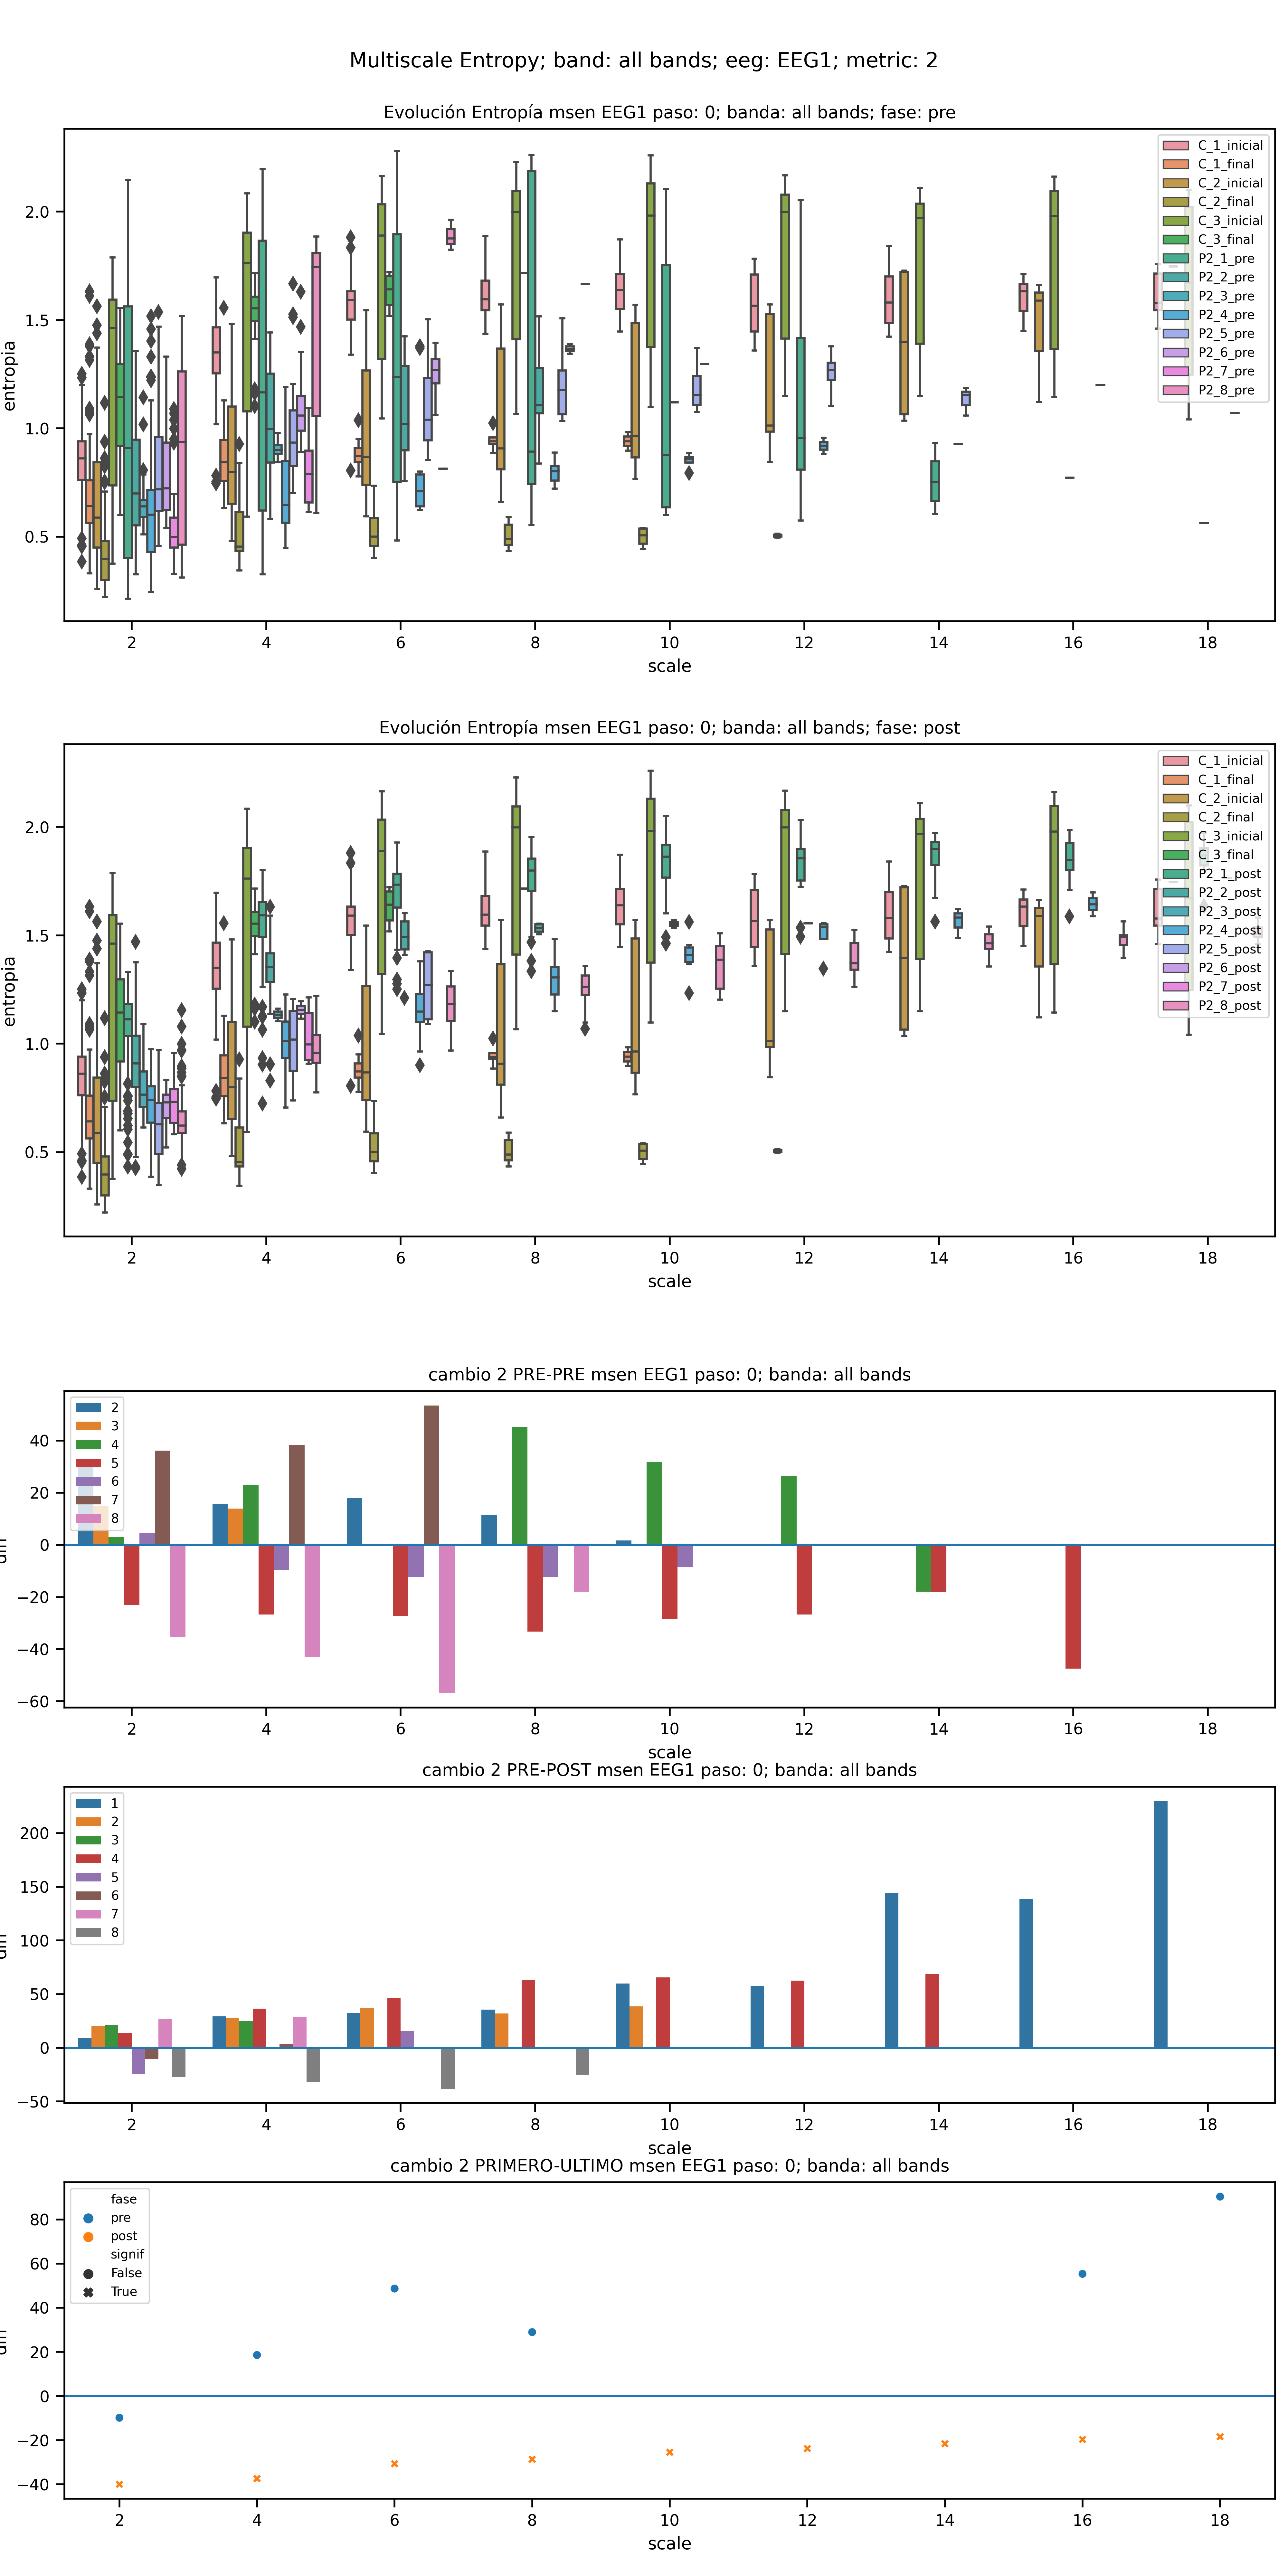 Multiscale Entropy; band: all bands; eeg: EEG1; metric: 2
Evolución Entropía msen EEG1 paso: 0; banda: all bands; fase: pre
entropia
2.0
1.5
1.0
0.5
C_1_inicial
C_1_final
C_2_inicial
C_2_final
C_3_inicial
C_3_final
P2_1_pre
P2_2_pre
P2_3_pre
P2_4_pre
P2_5_pre
P2_6_pre
P2_7_pre
P2_8_pre
2 4 6 8 10 12 14 16 18
scale
Evolución Entropía msen EEG1 paso: 0; banda: all bands; fase: post
entropia
2.0
1.5
1.0
0.5
C_1_inicial
C_1_final
C_2_inicial
C_2_final
C_3_inicial
C_3_final
P2_1_post
P2_2_post
P2_3_post
P2_4_post
P2_5_post
P2_6_post
P2_7_post
P2_8_post
2 4 6 8 10 12 14 16 18
scale
cambio 2 PRE-PRE msen EEG1 paso: 0; banda: all bands
40
20
0
−20
−40
−60
2
3
4
5
6
7
8
2 4 6 8 10 12 14 16 18
scale
cambio 2 PRE-POST msen EEG1 paso: 0; banda: all bands
200
150
100
50
0
−50
1
2
3
4
5
6
7
8
2 4 6 8 10 12 14 16 18
scale
cambio 2 PRIMERO-ULTIMO msen EEG1 paso: 0; banda: all bands
80
60
40
20
0
−20
−40
fase
pre
post
signif
False
True
2 4 6 8 10 12 14 16 18
scale